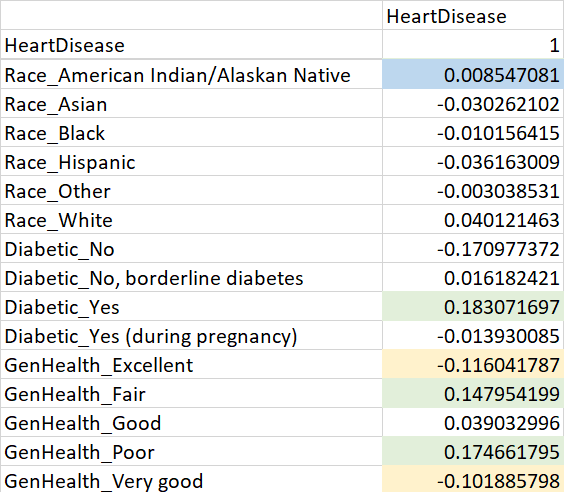 HeartDisease
HeartDisease 1
Race_American Indian/Alaskan Native 0.008547081
Race_Asian -0.030262102
Race_Black -0.010156415
Race_Hispanic -0.036163009
Race_Other -0.003038531
Race_White 0.040121463
Diabetic_No -0.170977372
Diabetic_No, borderline diabetes 0.016182421
Diabetic_Yes 0.183071697
Diabetic_Yes (during pregnancy) -0.013930085
GenHealth_Excellent -0.116041787
GenHealth_Fair 0.147954199
GenHealth_Good 0.039032996
GenHealth_Poor 0.174661795
GenHealth_Very good -0.101885798